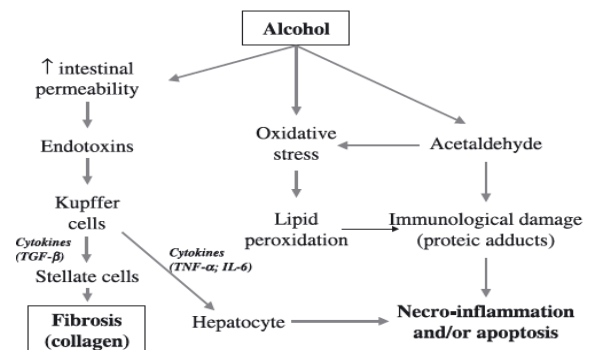 Alcohol
↑ intestinal
permeability
Oxidative
stress
Acetaldehyde
Endotoxins
Kupffer
cells
Lipid
peroxidation
Immunological damage
(proteic adducts)
Cytokines
(TGF-β)
Cytokines
(TNF-α; IL-6)
Stellate cells
Fibrosis
(collagen)
Hepatocyte
Necro-inflammation
and/or apoptosis